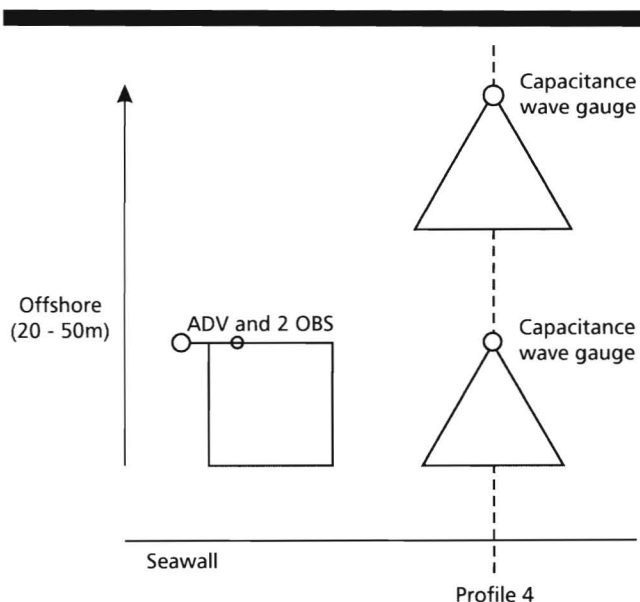 Capacitance
wave gauge
Offshore
(20 - 50m)
ADV and 2 OBS
Capacitance
wave gauge
Seawall
Profile 4